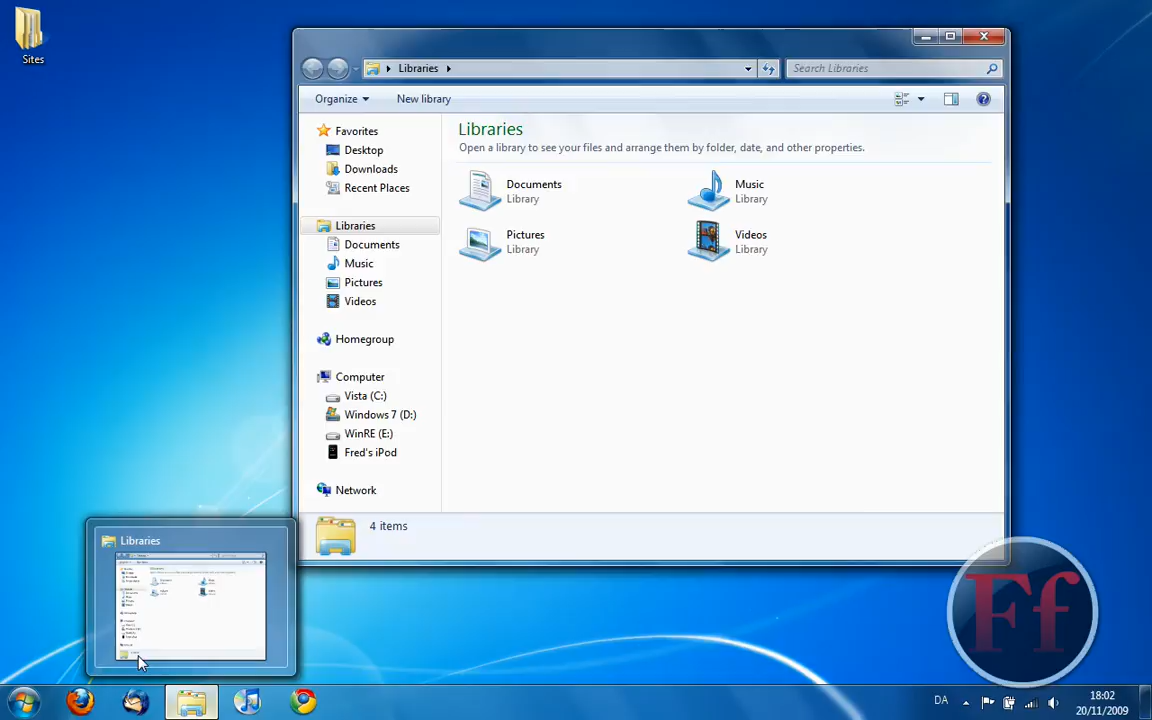 Sites
Libraries
Search Libraries
Organize
New library
Favorites
Desktop
Downloads
Recent Places
Libraries
Documents
Music
Pictures
Videos
Homegroup
Computer
Vista (C:)
Windows 7 (D:)
WinRE (E:)
Fred's iPod
Network
Libraries
Open a library to see your files and arrange them by folder, date, and other properties.
Documents
Library
Music
Library
Pictures
Library
Videos
Library
4 items
Libraries
Ff
DA
18:02
20/11/2009